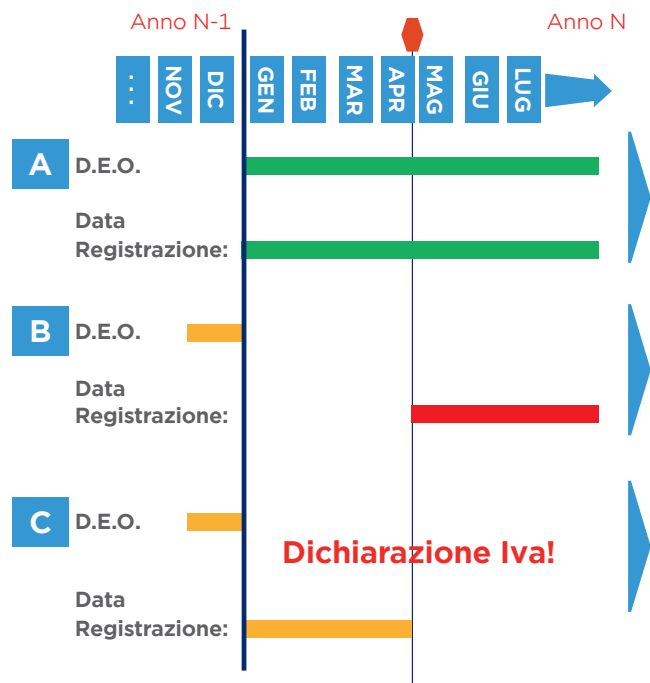 Anno N-1 Anno N
... NOV DIC GEN FEB MAR APR MAG GIU LUG
A D.E.O.
Data
Registrazione:
B D.E.O.
Data
Registrazione:
C D.E.O.
Dichiarazione Iva!
Data
Registrazione: